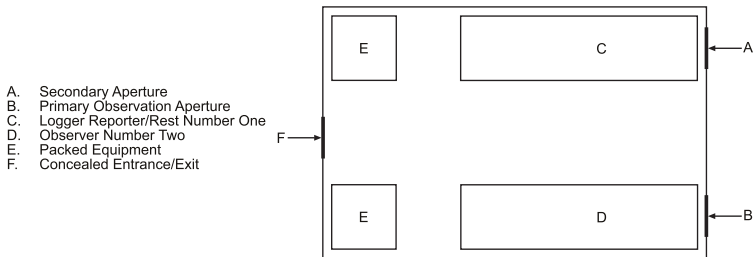 A. Secondary Aperture
B. Primary Observation Aperture
C. Logger Reporter/Rest Number One
D. Observer Number Two
E. Packed Equipment
F. Concealed Entrance/Exit
E C A
F
E D B